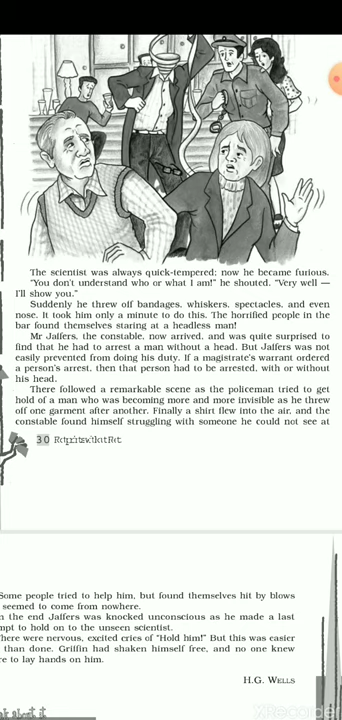 The scientist was always quick-tempered; now he became furious.
"You don't understand who or what I am!" he shouted. "Very well —
I'll show you."
Suddenly he threw off bandages, whiskers, spectacles, and even
nose. It took him only a minute to do this. The horrified people in the
bar found themselves staring at a headless man!
Mr Jaffers, the constable, now arrived, and was quite surprised to
find that he had to arrest a man without a head. But Jaffers was not
easily prevented from doing his duty. If a magistrate's warrant ordered
a person's arrest, then that person had to be arrested, with or without
his head.
There followed a remarkable scene as the policeman tried to get
hold of a man who was becoming more and more invisible as he threw
off one garment after another. Finally a shirt flew into the air, and the
constable found himself struggling with someone he could not see at
30
Some people tried to help him, but found themselves hit by blows
seemed to come from nowhere.
n the end Jaffers was knocked unconscious as he made a last
mpt to hold on to the unseen scientist.
There were nervous, excited cries of "Hold him!" But this was easier
than done. Griffin had shaken himself free, and no one knew
re to lay hands on him.
H.G. WELLS